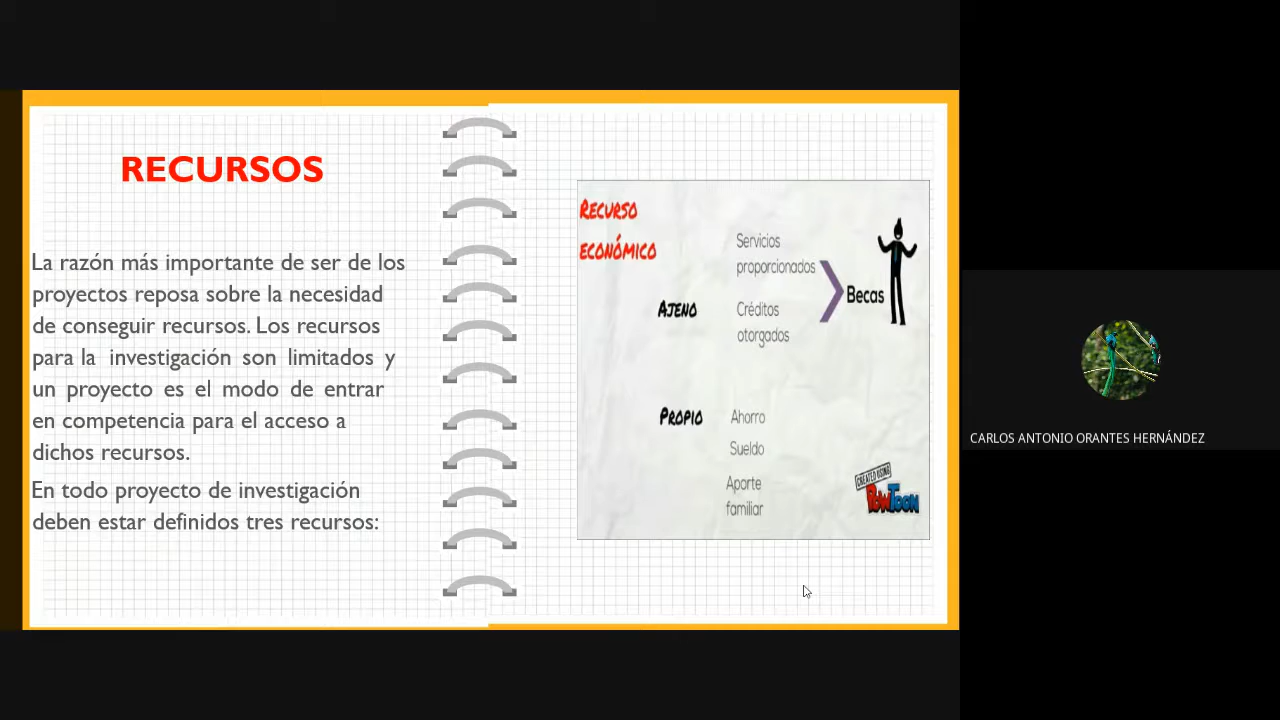 RECURSOS
La razón más importante de ser de los
proyectos reposa sobre la necesidad
de conseguir recursos. Los recursos
para la investigación son limitados y
un proyecto es el modo de entrar
en competencia para el acceso a
dichos recursos.
En todo proyecto de investigación
deben estar definidos tres recursos:
RECURSO
ECONÓMICO
Servicios
proporcionados
AJENO
Créditos
otorgados
Becas
PROPIO
Ahorro
Sueldo
Aporte
familiar
CREATED USING
POWTOON
CARLOS ANTONIO ORANTES HERNÁNDEZ